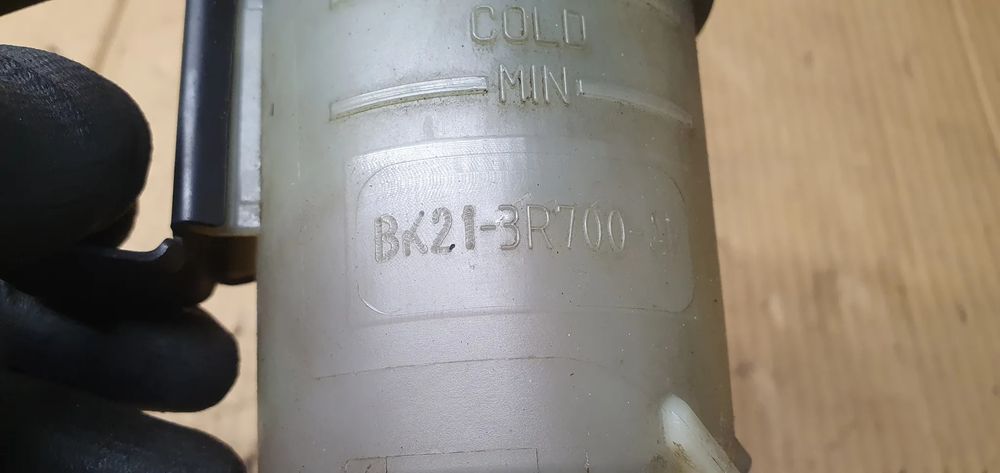 COLD
MIN
BK21-3R700-